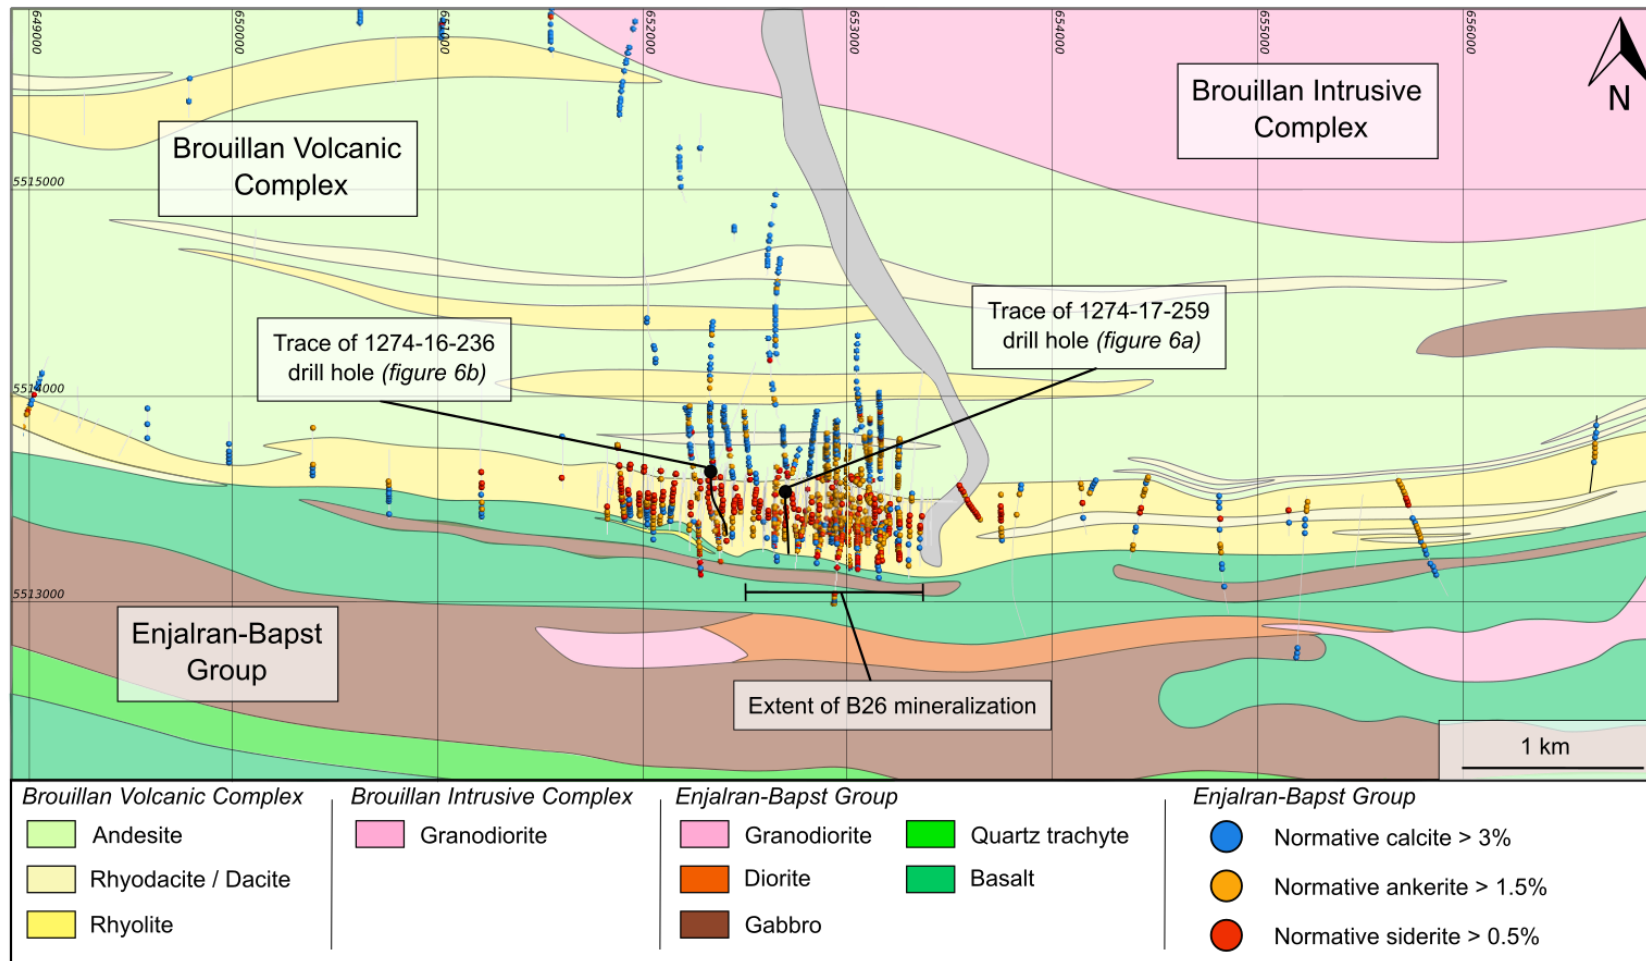 649000
650000
651000
652000
653000
654000
655000
656000
N
Brouillan Intrusive
Complex
Brouillan Volcanic
Complex
5515000
Trace of 1274-17-259
drill hole (figure 6a)
Trace of 1274-16-236
drill hole (figure 6b)
5514000
5513000
Enjalran-Bapst
Group
Extent of B26 mineralization
1 km
Brouillan Volcanic Complex
Andesite
Rhyodacite / Dacite
Rhyolite
Brouillan Intrusive Complex
Granodiorite
Enjalran-Bapst Group
Granodiorite
Diorite
Gabbro
Quartz trachyte
Basalt
Enjalran-Bapst Group
Normative calcite > 3%
Normative ankerite > 1.5%
Normative siderite > 0.5%